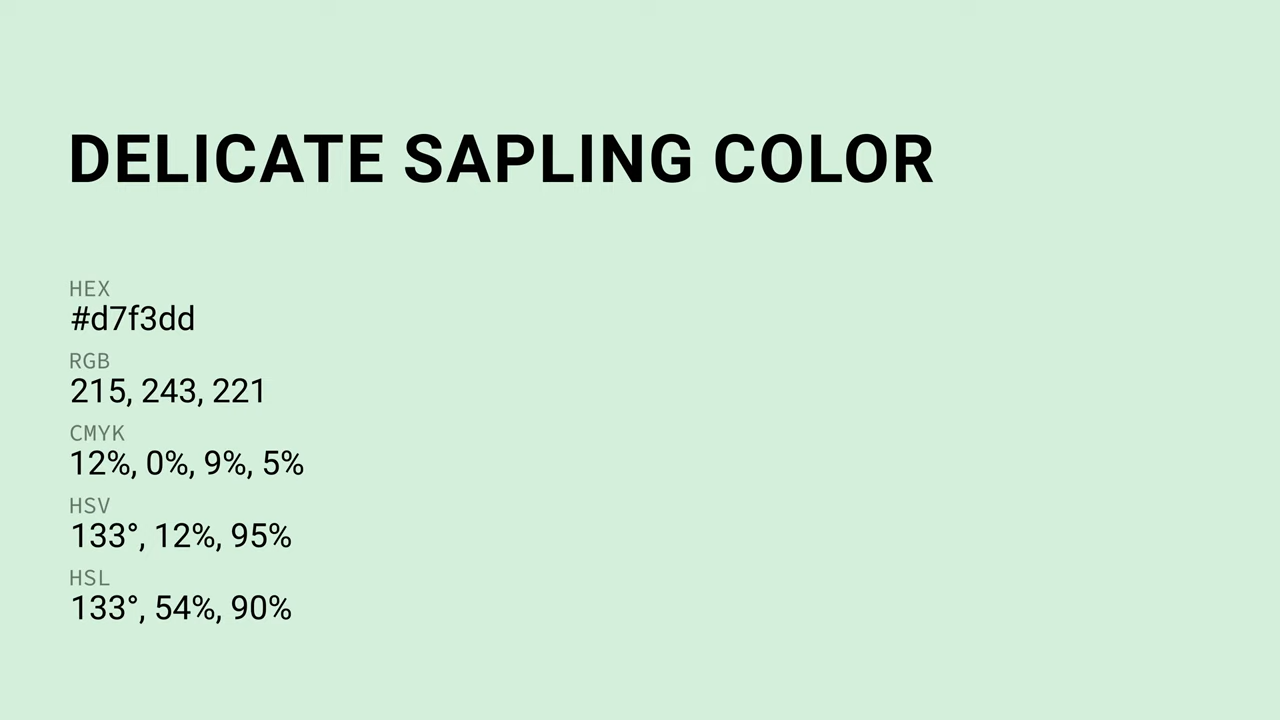 DELICATE SAPLING COLOR
HEX
#d7f3dd
RGB
215, 243, 221
CMYK
12%, 0%, 9%, 5%
HSV
133°, 12%, 95%
HSL
133°, 54%, 90%